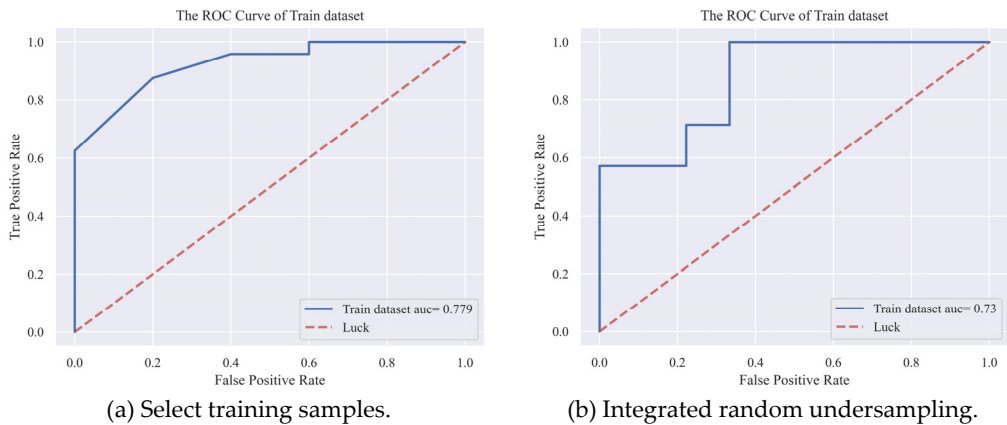 The ROC Curve of Train dataset
1.0
0.8
0.6
0.4
0.2
0.0
True Positive Rate
0.0 0.2 0.4 0.6 0.8 1.0
False Positive Rate
Train dataset auc= 0.779
Luck
(a) Select training samples.
The ROC Curve of Train dataset
1.0
0.8
0.6
0.4
0.2
0.0
True Positive Rate
0.0 0.2 0.4 0.6 0.8 1.0
False Positive Rate
Train dataset auc= 0.73
Luck
(b) Integrated random undersampling.